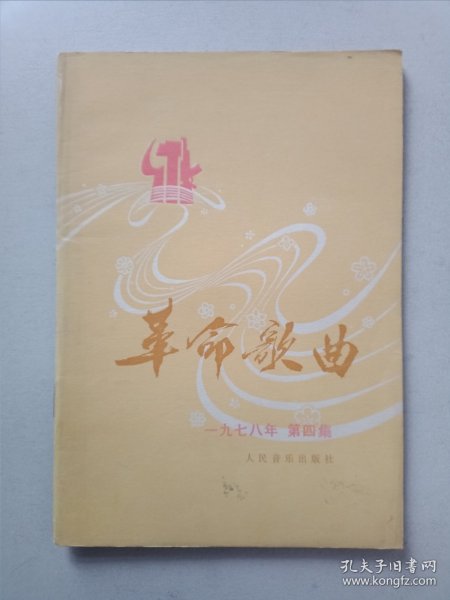 革命歌曲
一九七八年 第四集
人民音乐出版社
孔夫子旧书网
www.kongfz.com